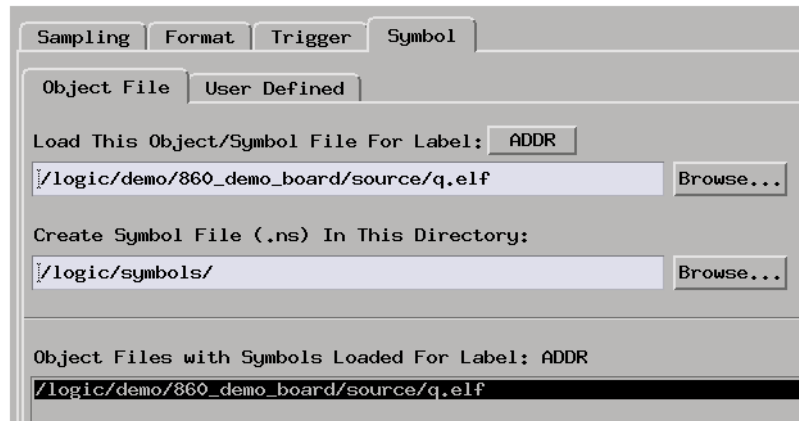 Sampling Format Trigger Symbol
Object File User Defined
Load This Object/Symbol File For Label: ADDR
/logic/demo/860_demo_board/source/q.elf Browse...
Create Symbol File (.ns) In This Directory:
/logic/symbols/ Browse...
Object Files with Symbols Loaded For Label: ADDR
/logic/demo/860_demo_board/source/q.elf